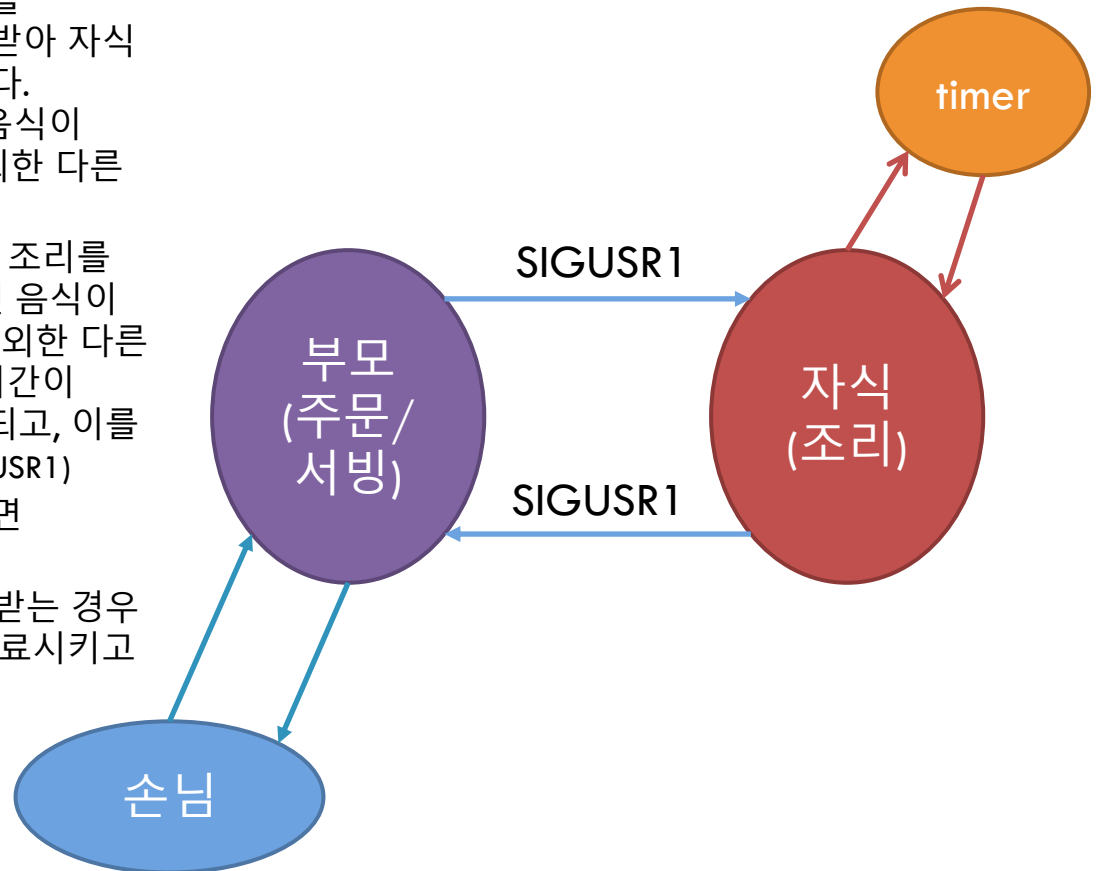 를
받아 자식
다.
음식이
외한 다른
조리를
음식이
외한 다른
시간이
되고, 이를
USR1)
면
받는 경우
료시키고
timer
SIGUSR1
부모
(주문/
서빙)
자식
(조리)
SIGUSR1
손님